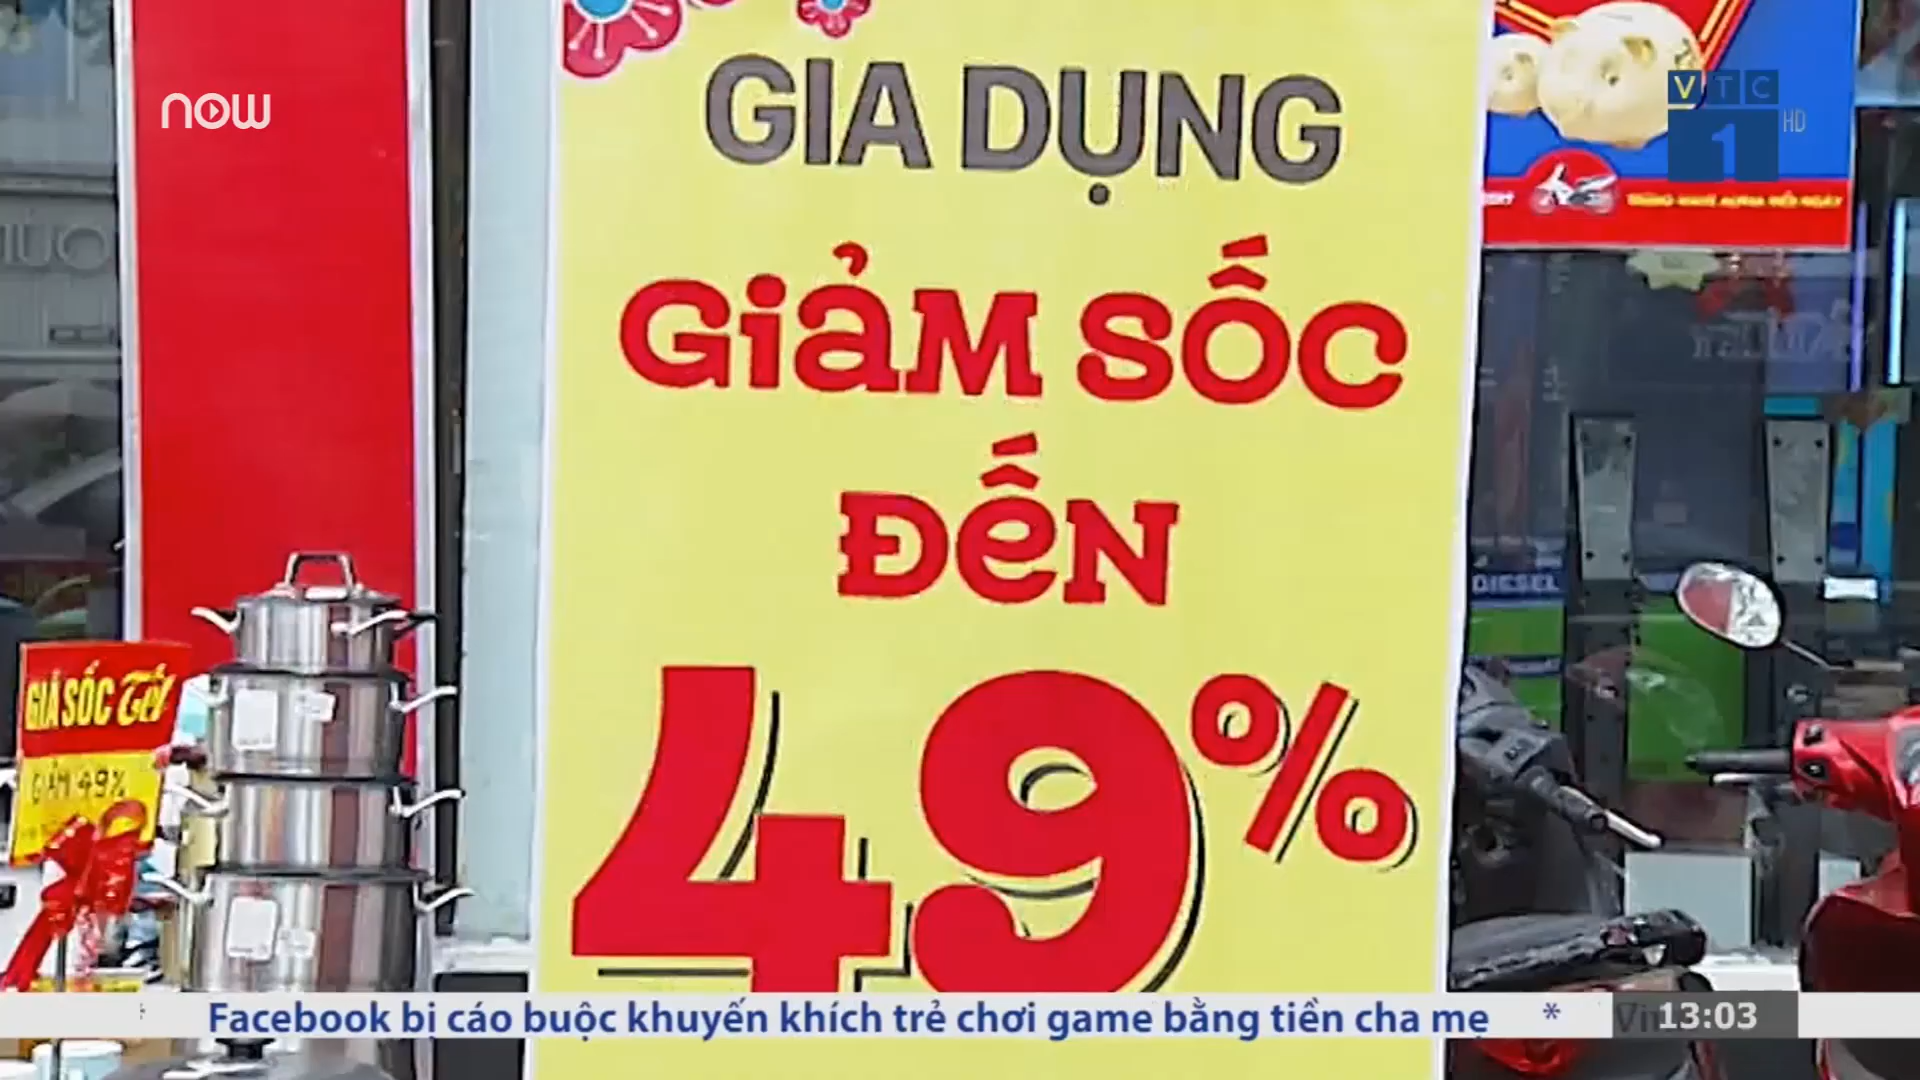 now
VTC
1
HD
GIA DỤNG
GIẢM SỐC
ĐẾN
49%
GIÁ SỐC Tết
GIẢM 49%
DIESEL
* Facebook bị cáo buộc khuyến khích trẻ chơi game bằng tiền cha mẹ *
13:03